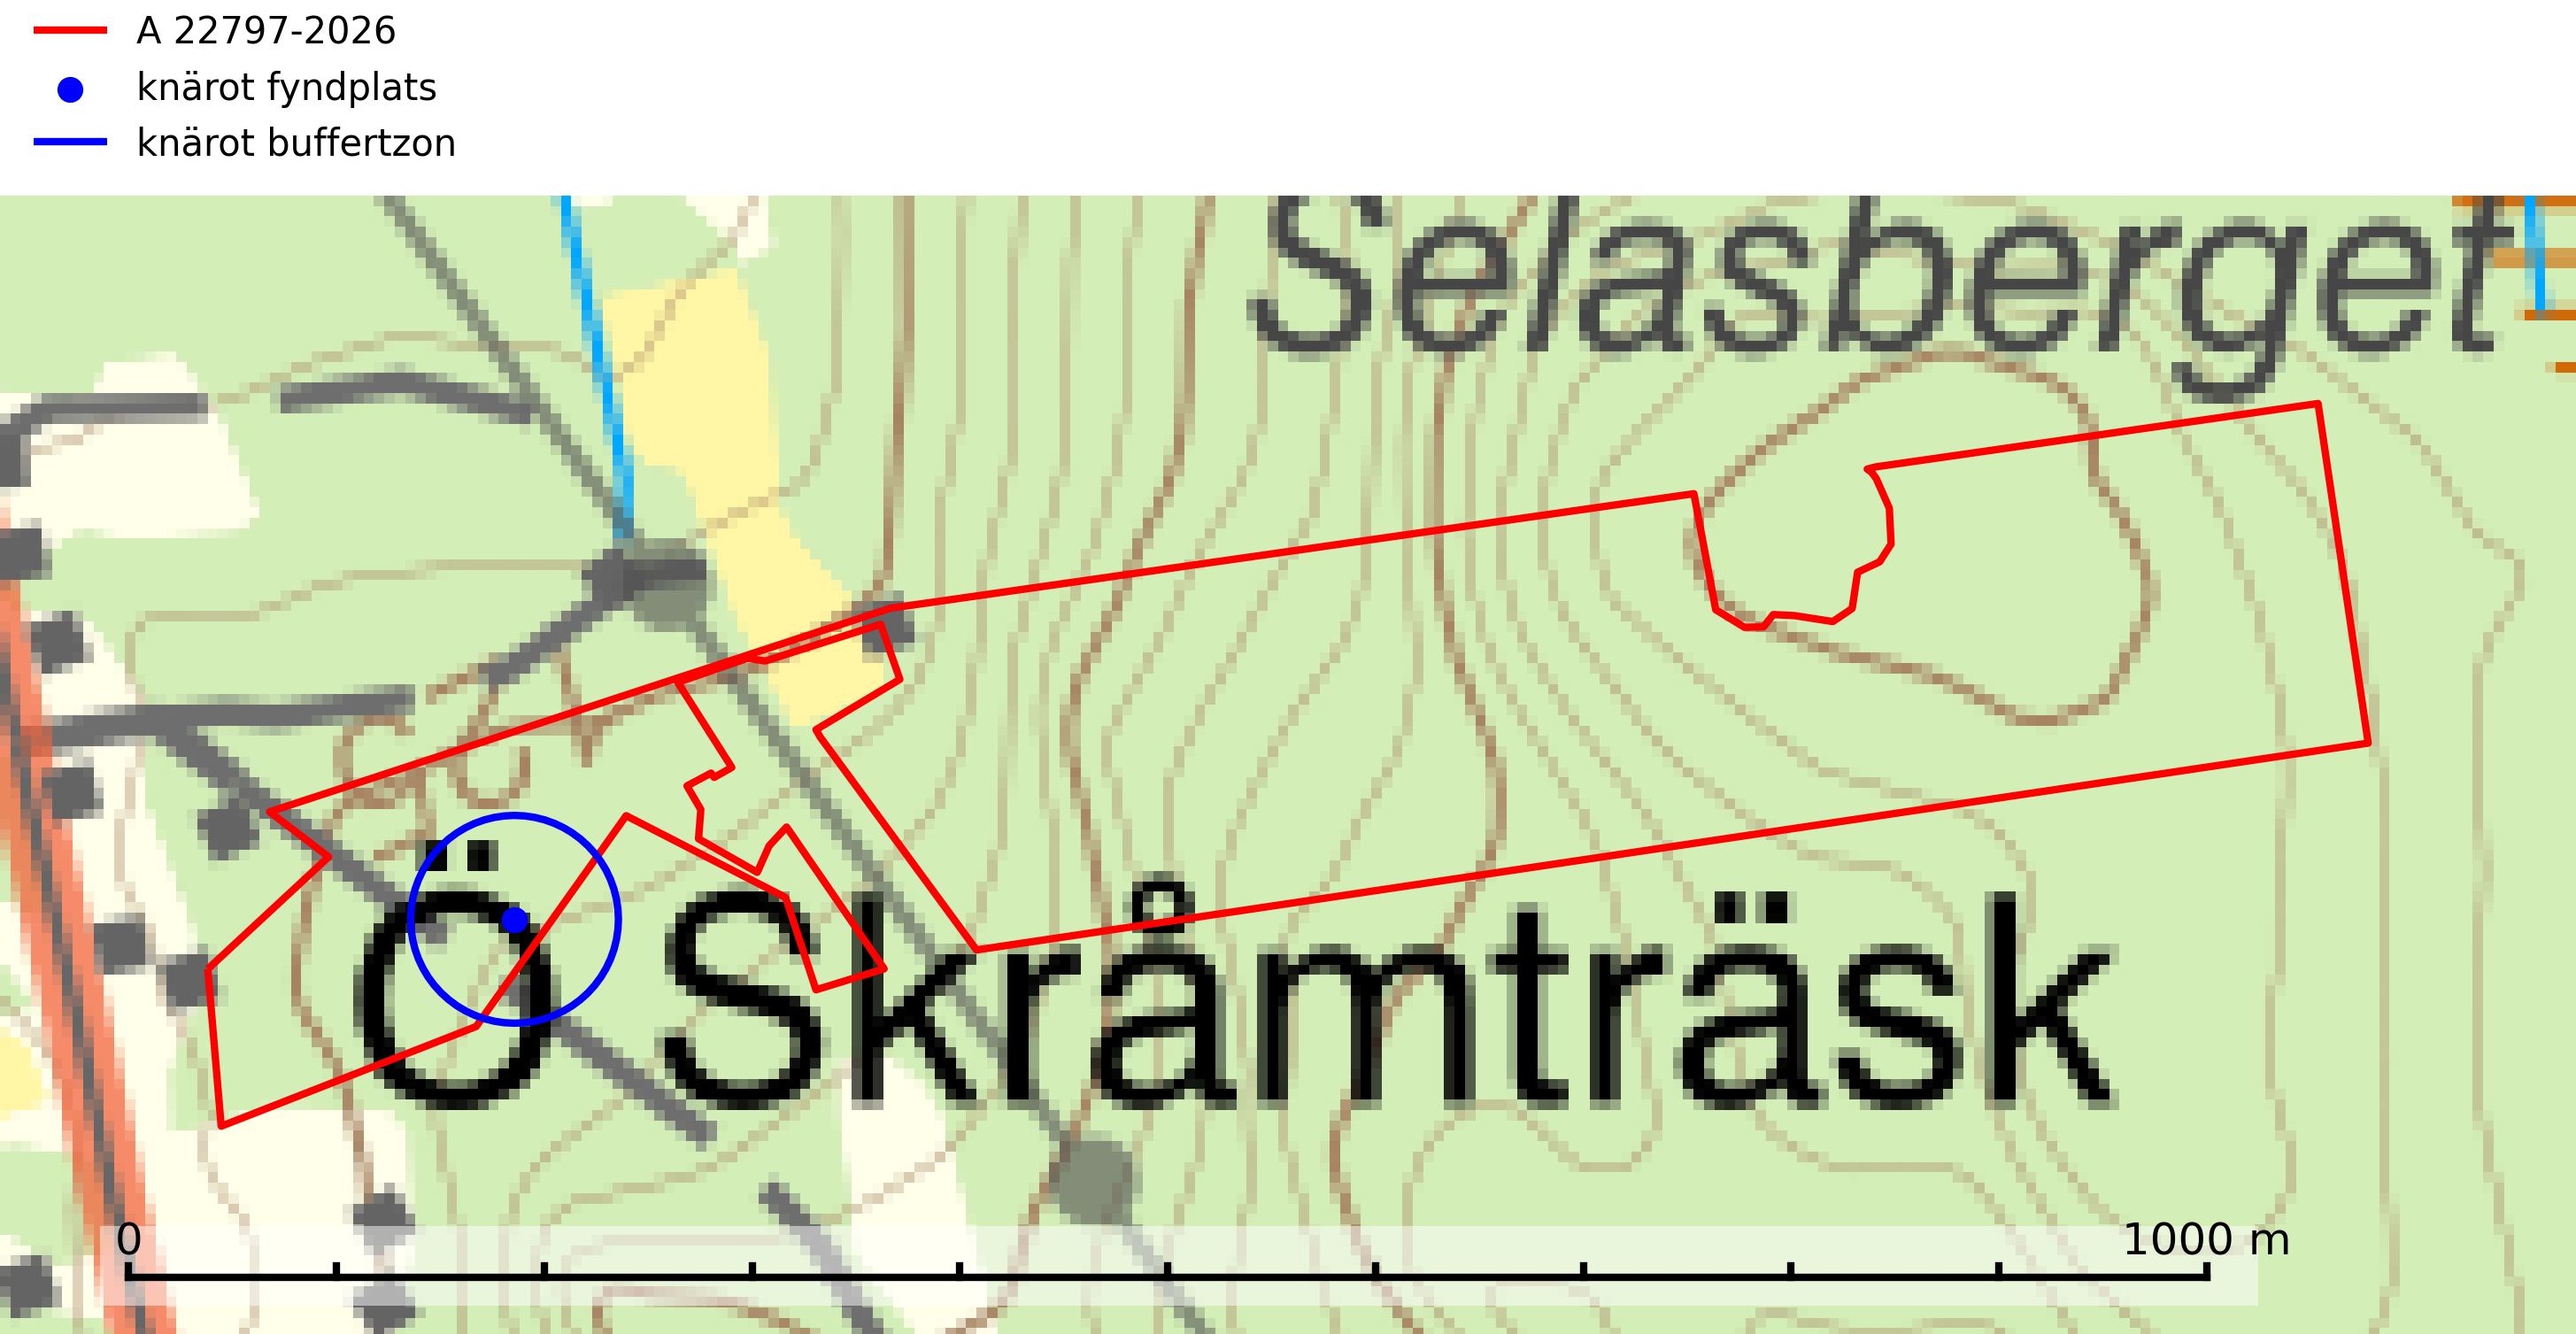 A 22797-2026
knärot fyndplats
knärot buffertzon
Selasberget
Ö Skråmträsk
0 1000 m